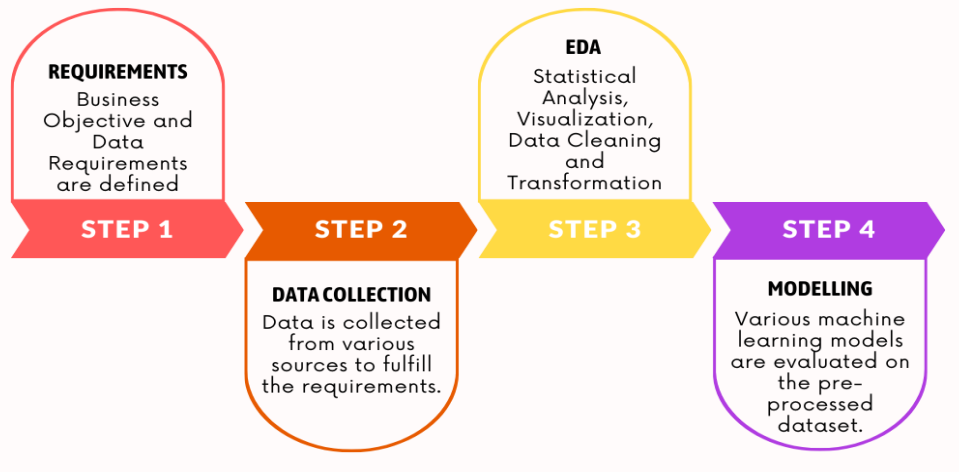 REQUIREMENTS
Business
Objective and
Data
Requirements
are defined
STEP 1
STEP 2
DATA COLLECTION
Data is collected
from various
sources to fulfill
the requirements.
EDA
Statistical
Analysis,
Visualization,
Data Cleaning
and
Transformation
STEP 3
STEP 4
MODELLING
Various machine
learning models
are evaluated on
the pre-
processed
dataset.